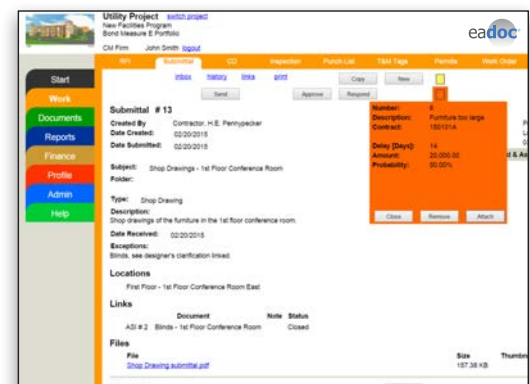 Utility Project switch project
New Facilities Program
Bond Measure E Portfolio
CM Firm John Smith logout
eadoc
RFI Submittal CD Inspection Punch List T&M Tags Permits Work Order
Start
Work
Documents
Reports
Finance
Profile
Admin
Help
inbox history links print
Copy New
Send Approve Respond
Submittal # 13
Created By Contractor, H.E. Pennypecker
Date Created: 02/20/2015
Date Submitted: 02/20/2015
Subject: Shop Drawings - 1st Floor Conference Room
Folder:
Type: Shop Drawing
Description:
Shop drawings of the furniture in the 1st floor conference room.
Date Received: 02/20/2015
Exceptions:
Blinds, see designer's clarification linked.
Number: 6
Description: Furniture too large
Contract: 150101A
Delay [Days]: 14
Amount: 20,000.00
Probability: 50.00%
Close Remove Attach
Locations
First Floor - 1st Floor Conference Room East
Links
Document Note Status
ASI # 2 Blinds - 1st Floor Conference Room Closed
Files
File Size Thumbn
Shop Drawing submittal.pdf 157.38 KB